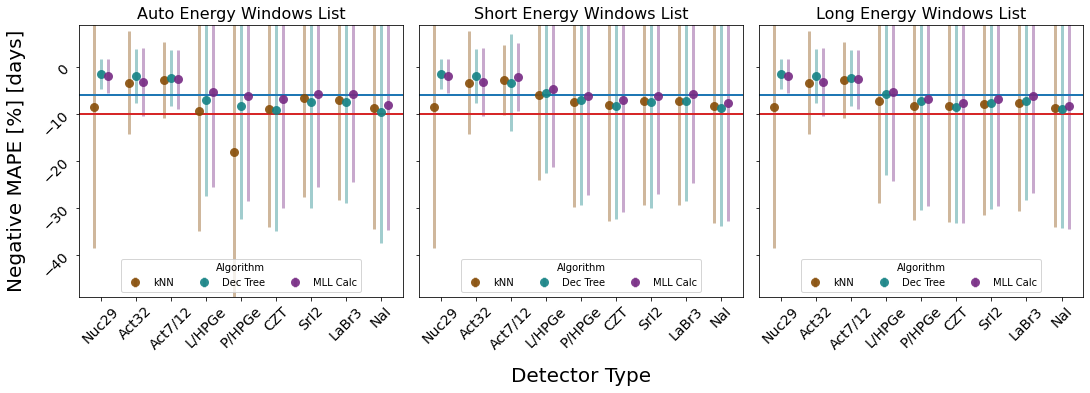 Auto Energy Windows List
Short Energy Windows List
Long Energy Windows List
Negative MAPE [%] [days]
0
−10
−20
−30
−40
Algorithm
kNN Dec Tree MLL Calc
Algorithm
kNN Dec Tree MLL Calc
Algorithm
kNN Dec Tree MLL Calc
Nuc29 Act32 Act7/12 L/HPGe P/HPGe CZT SrI2 LaBr3 NaI
Nuc29 Act32 Act7/12 L/HPGe P/HPGe CZT SrI2 LaBr3 NaI
Nuc29 Act32 Act7/12 L/HPGe P/HPGe CZT SrI2 LaBr3 NaI
Detector Type